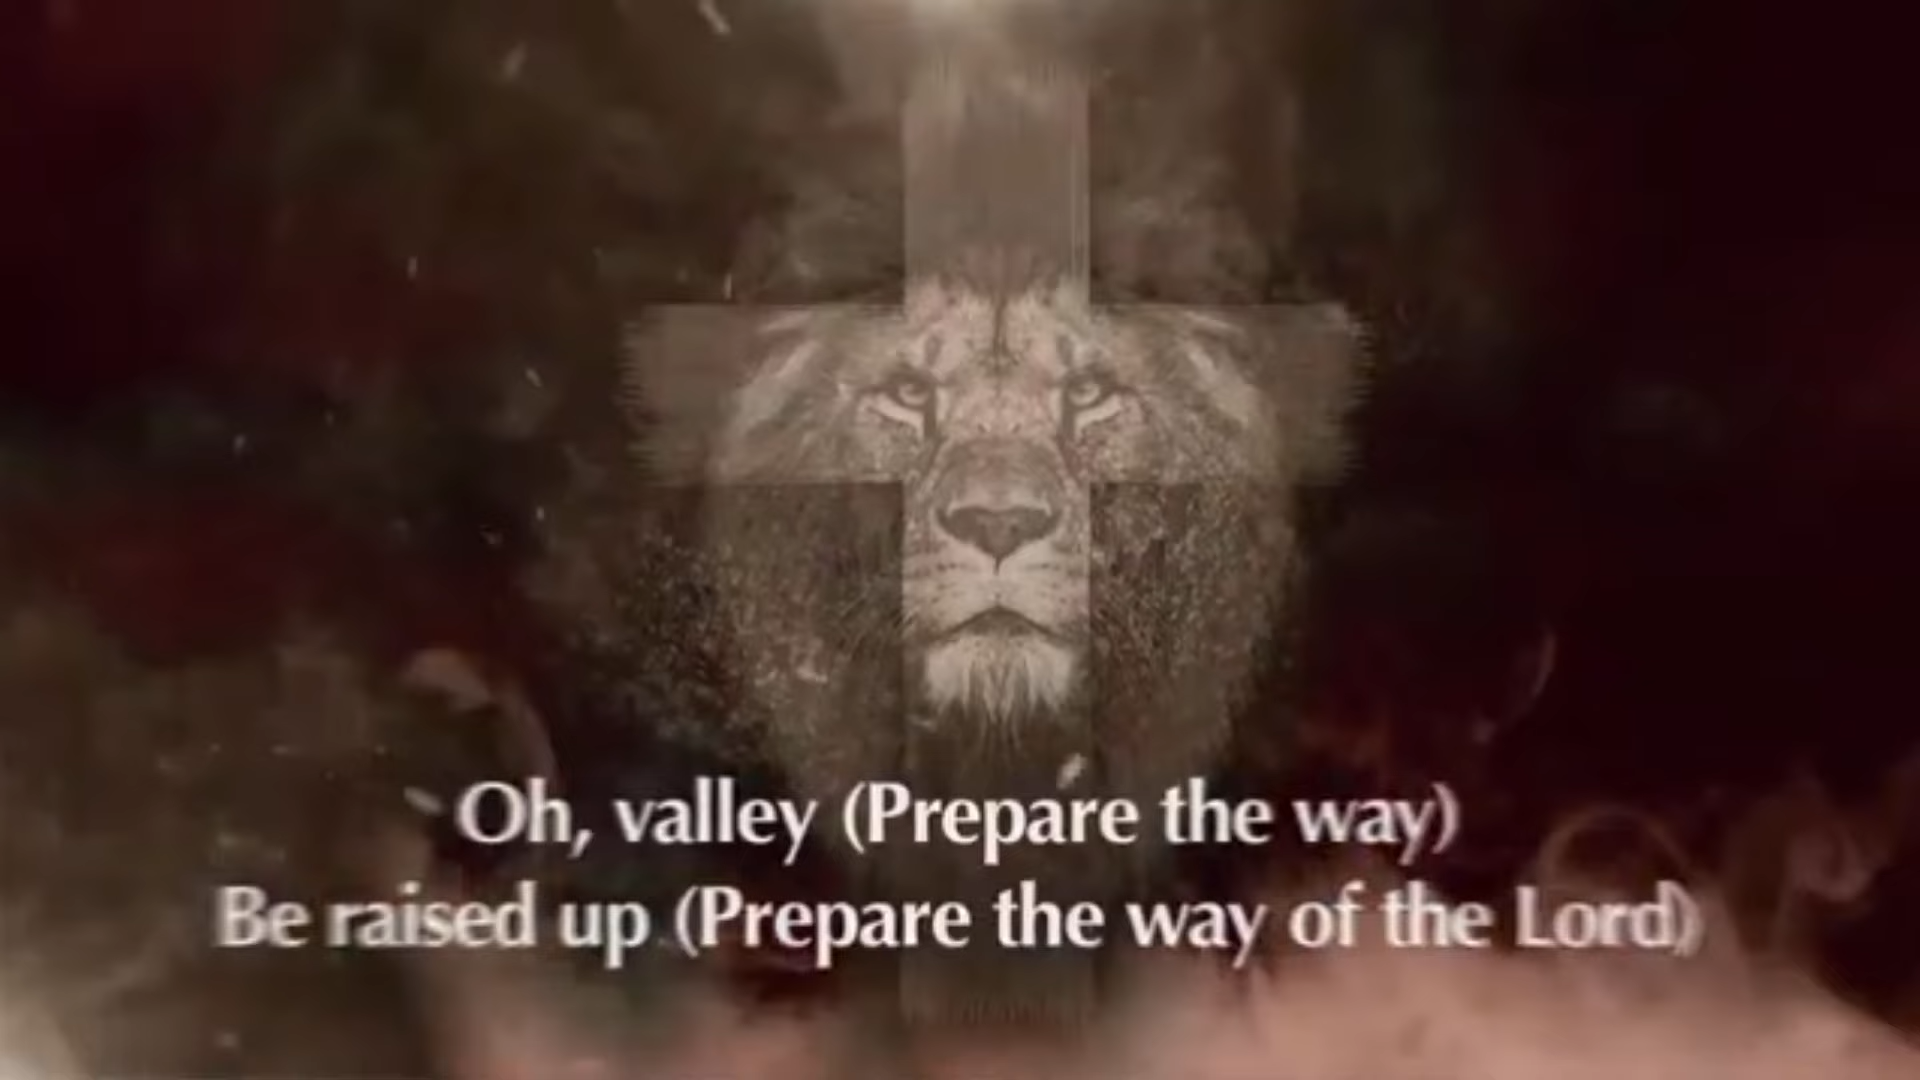 Oh, valley (Prepare the way)
Be raised up (Prepare the way of the Lord)